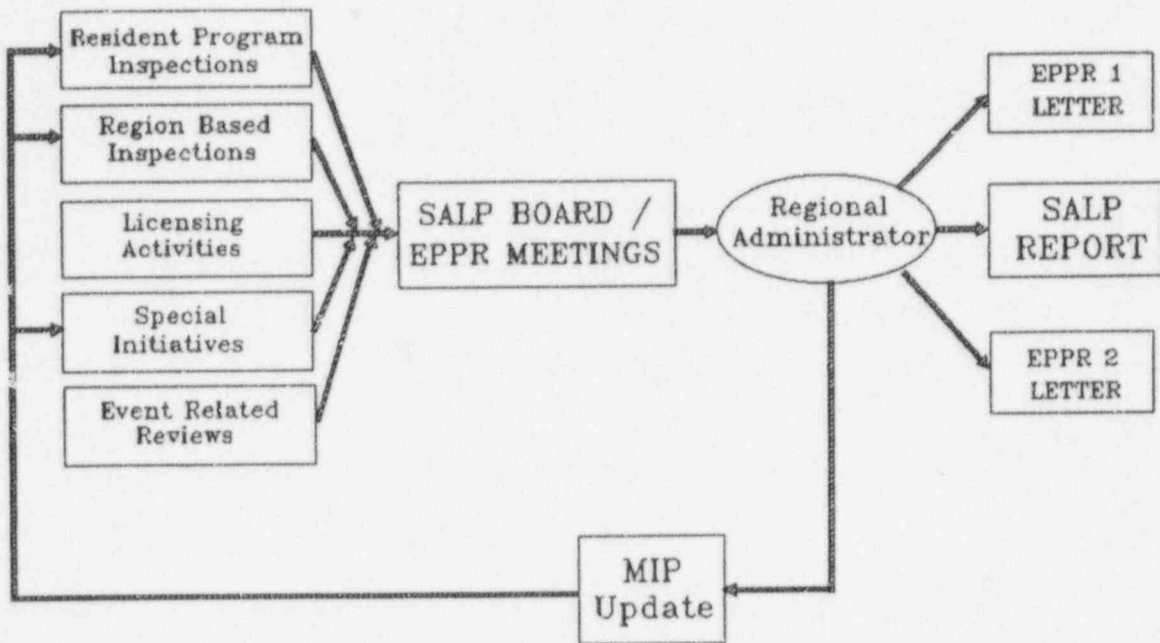 Resident Program
Inspections
Region Based
Inspections
Licensing
Activities
Special
Initiatives
Event Related
Reviews
SALP BOARD /
EPPR MEETINGS
Regional
Administrator
EPPR 1
LETTER
SALP
REPORT
EPPR 2
LETTER
MIP
Update